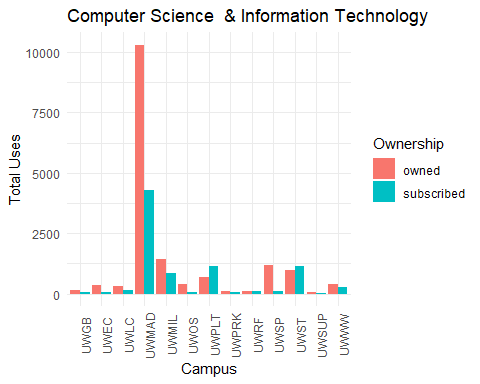 Computer Science  & Information Technology
10000
7500
5000
2500
0
Total Uses
UWGB
UWEC
UWLC
UWMAD
UWMIL
UWOS
UWPLT
UWPRK
UWRF
UWSP
UWST
UWSUP
UWWW
Campus
Ownership
owned
subscribed